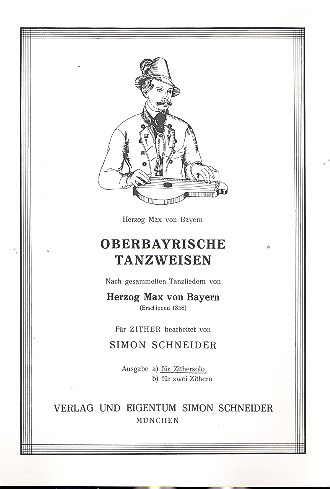 Herzog Max von Bayern
OBERBAYRISCHE
TANZWEISEN
Nach gesammelten Tanzliedern von
Herzog Max von Bayern
(Erschienen 1858)
Für ZITHER bearbeitet von
SIMON SCHNEIDER
Ausgabe a) für Zithersolo
b) für zwei Zithern
VERLAG UND EIGENTUM SIMON SCHNEIDER
MÜNCHEN